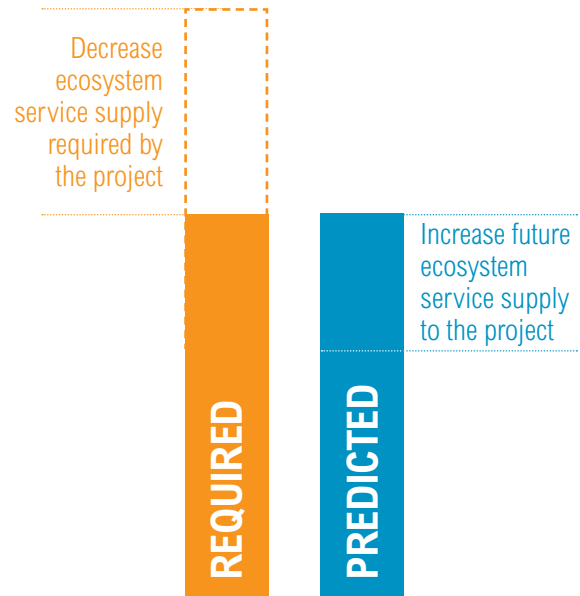 Decrease
ecosystem
service supply
required by
the project
Increase future
ecosystem
service supply
to the project
REQUIRED
PREDICTED